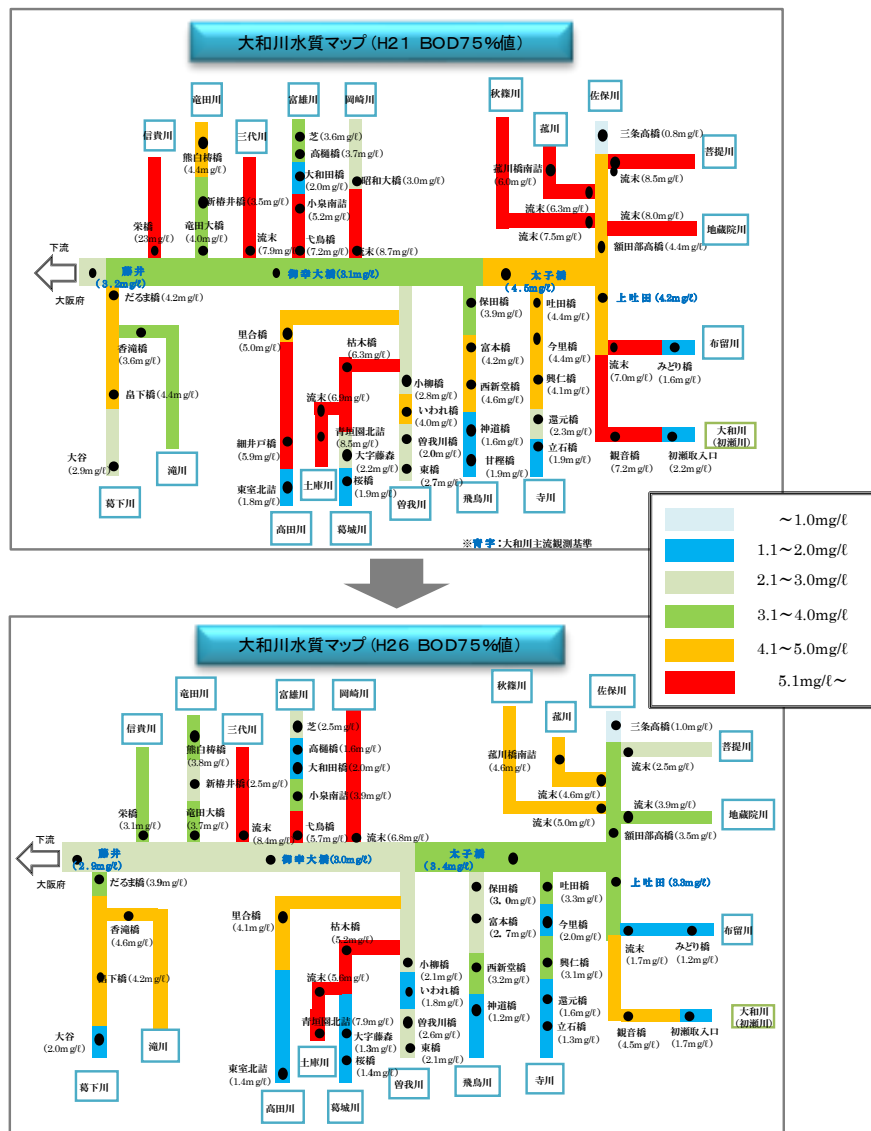 大和川水質マップ(H21 BOD75%値)
竜田川
富雄川
岡崎川
秋篠川
佐保川
信貴川
三代川
菰川
菩提川
芝(3.6mg/ℓ)
高樋橋(3.7mg/ℓ)
大和田橋
(2.0mg/ℓ)
昭和大橋(3.0mg/ℓ)
小泉南詰
(5.2mg/ℓ)
弋鳥橋
(7.2mg/ℓ)
流末(8.7mg/ℓ)
熊白梼橋
(4.4mg/ℓ)
新椿井橋(3.5mg/ℓ)
竜田大橋
(4.0mg/ℓ)
栄橋
(23mg/ℓ)
流末
(7.9mg/ℓ)
三条高橋(0.8mg/ℓ)
流末(8.5mg/ℓ)
菰川橋南詰
(6.0mg/ℓ)
流末
(6.3mg/ℓ)
流末
(7.5mg/ℓ)
流末(8.0mg/ℓ)
地蔵院川
額田部高橋(4.4mg/ℓ)
下流
大阪府
藤井
(3.2mg/ℓ)
御幸大橋(3.1mg/ℓ)
太子橋
(4.5mg/ℓ)
上吐田(4.2mg/ℓ)
だるま橋(4.2mg/ℓ)
香滝橋
(3.6mg/ℓ)
畠下橋(4.4mg/ℓ)
大谷
(2.9mg/ℓ)
葛下川
滝川
里合橋
(5.0mg/ℓ)
枯木橋
(6.3mg/ℓ)
流末(6.9mg/ℓ)
青垣園北詰
(8.5mg/ℓ)
細井戸橋
(5.9mg/ℓ)
大字藤森
(2.2mg/ℓ)
東室北詰
(1.8mg/ℓ)
桜橋
(1.9mg/ℓ)
小柳橋
(2.8mg/ℓ)
いわれ橋
(4.0mg/ℓ)
曽我川橋
(2.0mg/ℓ)
東橋
(2.7mg/ℓ)
保田橋
(3.9mg/ℓ)
富本橋
(4.2mg/ℓ)
西新堂橋
(4.6mg/ℓ)
神道橋
(1.6mg/ℓ)
甘樫橋
(1.9mg/ℓ)
吐田橋
(4.4mg/ℓ)
今里橋
(4.4mg/ℓ)
興仁橋
(4.1mg/ℓ)
還元橋
(2.3mg/ℓ)
立石橋
(1.9mg/ℓ)
布留川
流末
(7.0mg/ℓ)
みどり橋
(1.6mg/ℓ)
大和川
(初瀬川)
観音橋
(7.2mg/ℓ)
初瀬取入口
(2.2mg/ℓ)
高田川
土庫川
葛城川
曽我川
飛鳥川
寺川
※青字:大和川主流観測基準
～1.0mg/ℓ
1.1～2.0mg/ℓ
2.1～3.0mg/ℓ
3.1～4.0mg/ℓ
4.1～5.0mg/ℓ
5.1mg/ℓ～
大和川水質マップ(H26 BOD75%値)
竜田川
富雄川
岡崎川
秋篠川
佐保川
信貴川
三代川
菰川
菩提川
芝(2.5mg/ℓ)
高樋橋(1.6mg/ℓ)
大和田橋(2.0mg/ℓ)
小泉南詰(3.9mg/ℓ)
弋鳥橋
(5.7mg/ℓ)
流末(6.8mg/ℓ)
熊白梼橋
(3.8mg/ℓ)
新椿井橋(2.5mg/ℓ)
竜田大橋
(3.7mg/ℓ)
栄橋
(3.1mg/ℓ)
流末
(8.4mg/ℓ)
三条高橋(1.0mg/ℓ)
流末
(2.5mg/ℓ)
菰川橋南詰
(4.6mg/ℓ)
流末(4.6mg/ℓ)
流末(5.0mg/ℓ)
流末(3.9mg/ℓ)
地蔵院川
額田部高橋(3.5mg/ℓ)
下流
大阪府
藤井
(2.9mg/ℓ)
御幸大橋(3.0mg/ℓ)
太子橋
(3.4mg/ℓ)
上吐田(3.3mg/ℓ)
だるま橋(3.9mg/ℓ)
香滝橋
(4.6mg/ℓ)
畠下橋(4.2mg/ℓ)
大谷
(2.0mg/ℓ)
葛下川
滝川
里合橋
(4.1mg/ℓ)
枯木橋
(5.2mg/ℓ)
流末(5.6mg/ℓ)
青垣園北詰(7.9mg/ℓ)
大字藤森
(1.3mg/ℓ)
桜橋
(1.4mg/ℓ)
東室北詰
(1.4mg/ℓ)
小柳橋
(2.1mg/ℓ)
いわれ橋
(1.8mg/ℓ)
曽我川橋
(2.6mg/ℓ)
東橋
(2.1mg/ℓ)
保田橋
(3.0mg/ℓ)
富本橋
(2.7mg/ℓ)
西新堂橋
(3.2mg/ℓ)
神道橋
(1.2mg/ℓ)
吐田橋
(3.3mg/ℓ)
今里橋
(2.0mg/ℓ)
興仁橋
(3.1mg/ℓ)
還元橋
(1.6mg/ℓ)
立石橋
(1.3mg/ℓ)
布留川
流末
(1.7mg/ℓ)
みどり橋
(1.2mg/ℓ)
大和川
(初瀬川)
観音橋
(4.5mg/ℓ)
初瀬取入口
(1.7mg/ℓ)
高田川
土庫川
葛城川
曽我川
飛鳥川
寺川